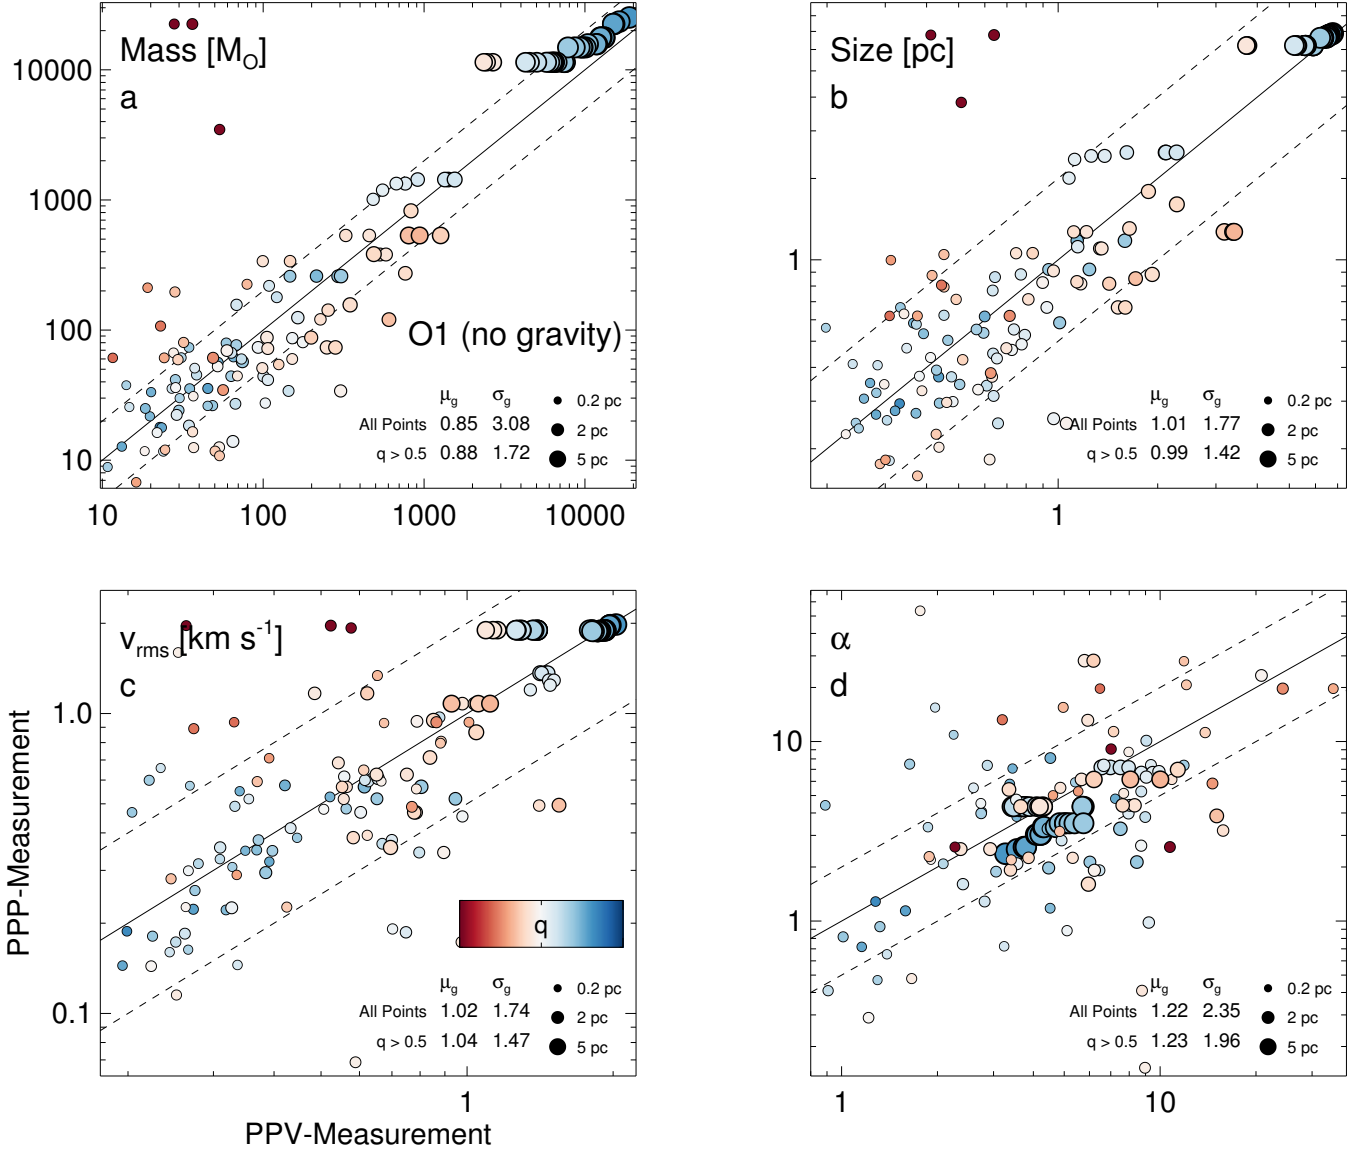 Mass [M_O]
a
10000
1000
100
10
O1 (no gravity)
μg σg
All Points 0.85 3.08
q > 0.5 0.88 1.72
0.2 pc
2 pc
5 pc
10 100 1000 10000
Size [pc]
b
1
μg σg
All Points 1.01 1.77
q > 0.5 0.99 1.42
0.2 pc
2 pc
5 pc
1
v_rms [km s⁻¹]
c
1.0
0.1
q
μg σg
All Points 1.02 1.74
q > 0.5 1.04 1.47
0.2 pc
2 pc
5 pc
1
PPV-Measurement
PPP-Measurement
α
d
10
1
μg σg
All Points 1.22 2.35
q > 0.5 1.23 1.96
0.2 pc
2 pc
5 pc
1 10